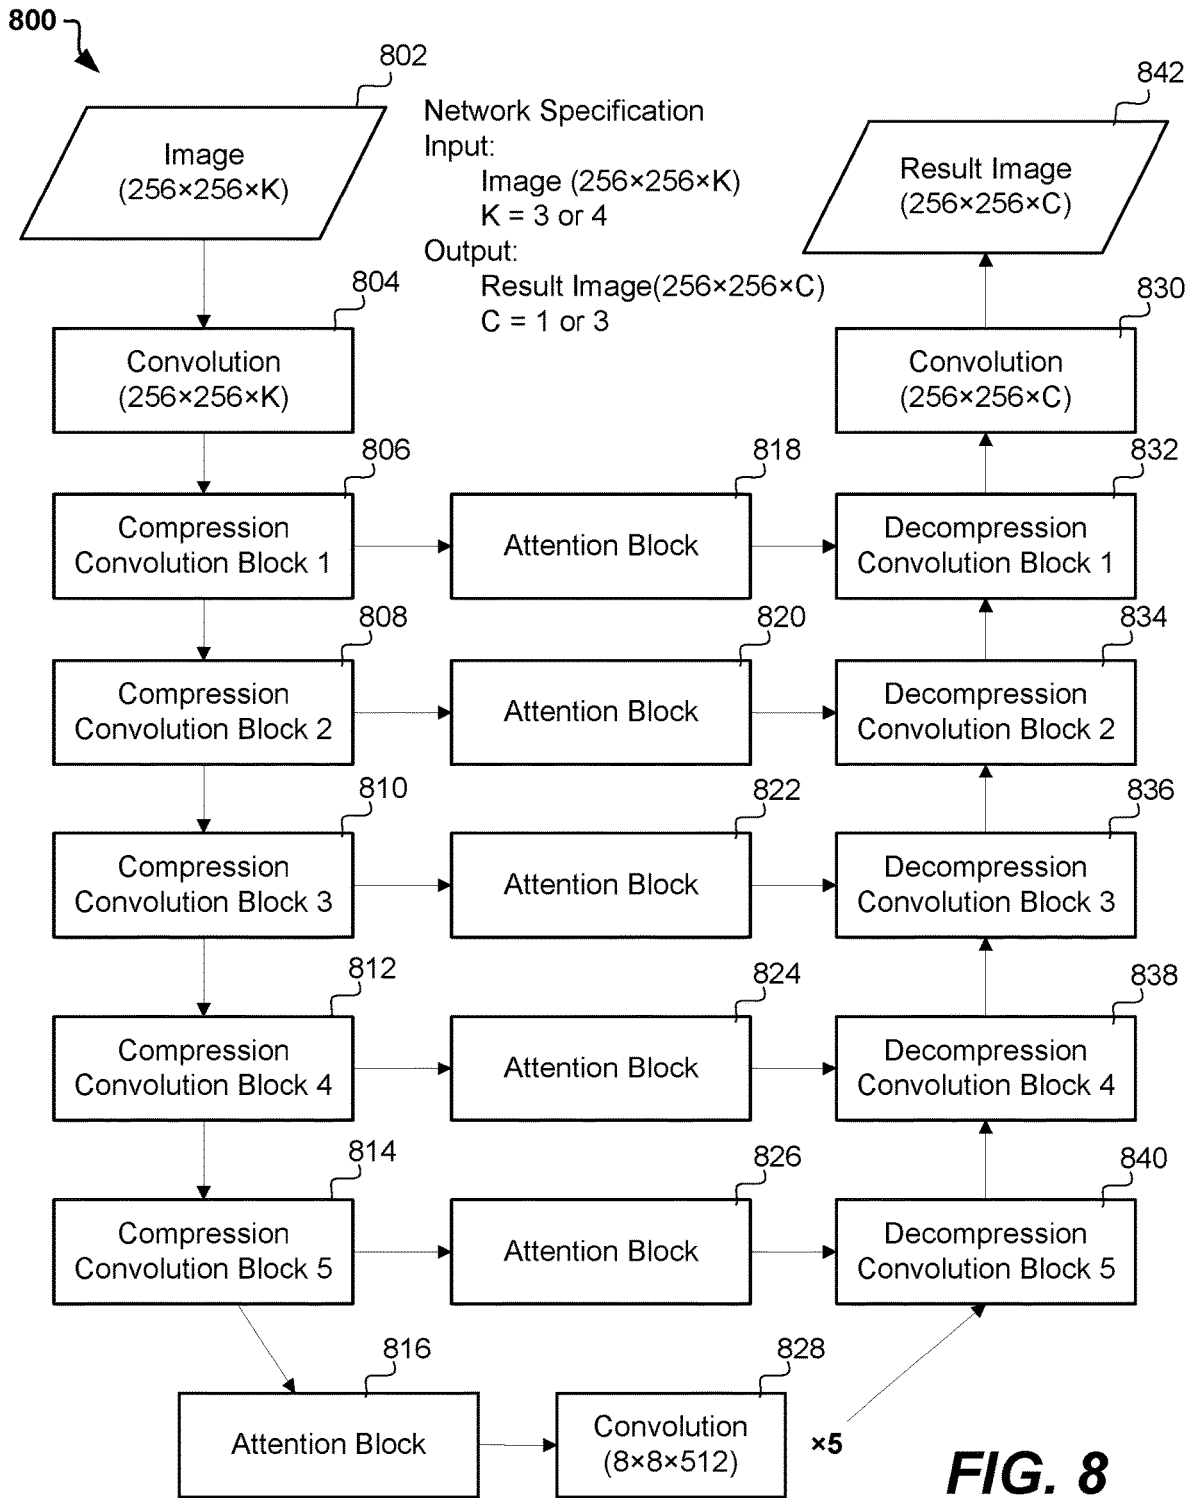 800
802
Image
(256×256×K)
Network Specification
Input:
Image (256×256×K)
K = 3 or 4
Output:
Result Image(256×256×C)
C = 1 or 3
842
Result Image
(256×256×C)
804
Convolution
(256×256×K)
830
Convolution
(256×256×C)
806
Compression
Convolution Block 1
818
Attention Block
832
Decompression
Convolution Block 1
808
Compression
Convolution Block 2
820
Attention Block
834
Decompression
Convolution Block 2
810
Compression
Convolution Block 3
822
Attention Block
836
Decompression
Convolution Block 3
812
Compression
Convolution Block 4
824
Attention Block
838
Decompression
Convolution Block 4
814
Compression
Convolution Block 5
826
Attention Block
840
Decompression
Convolution Block 5
816
Attention Block
828
Convolution
(8×8×512)
×5
FIG. 8